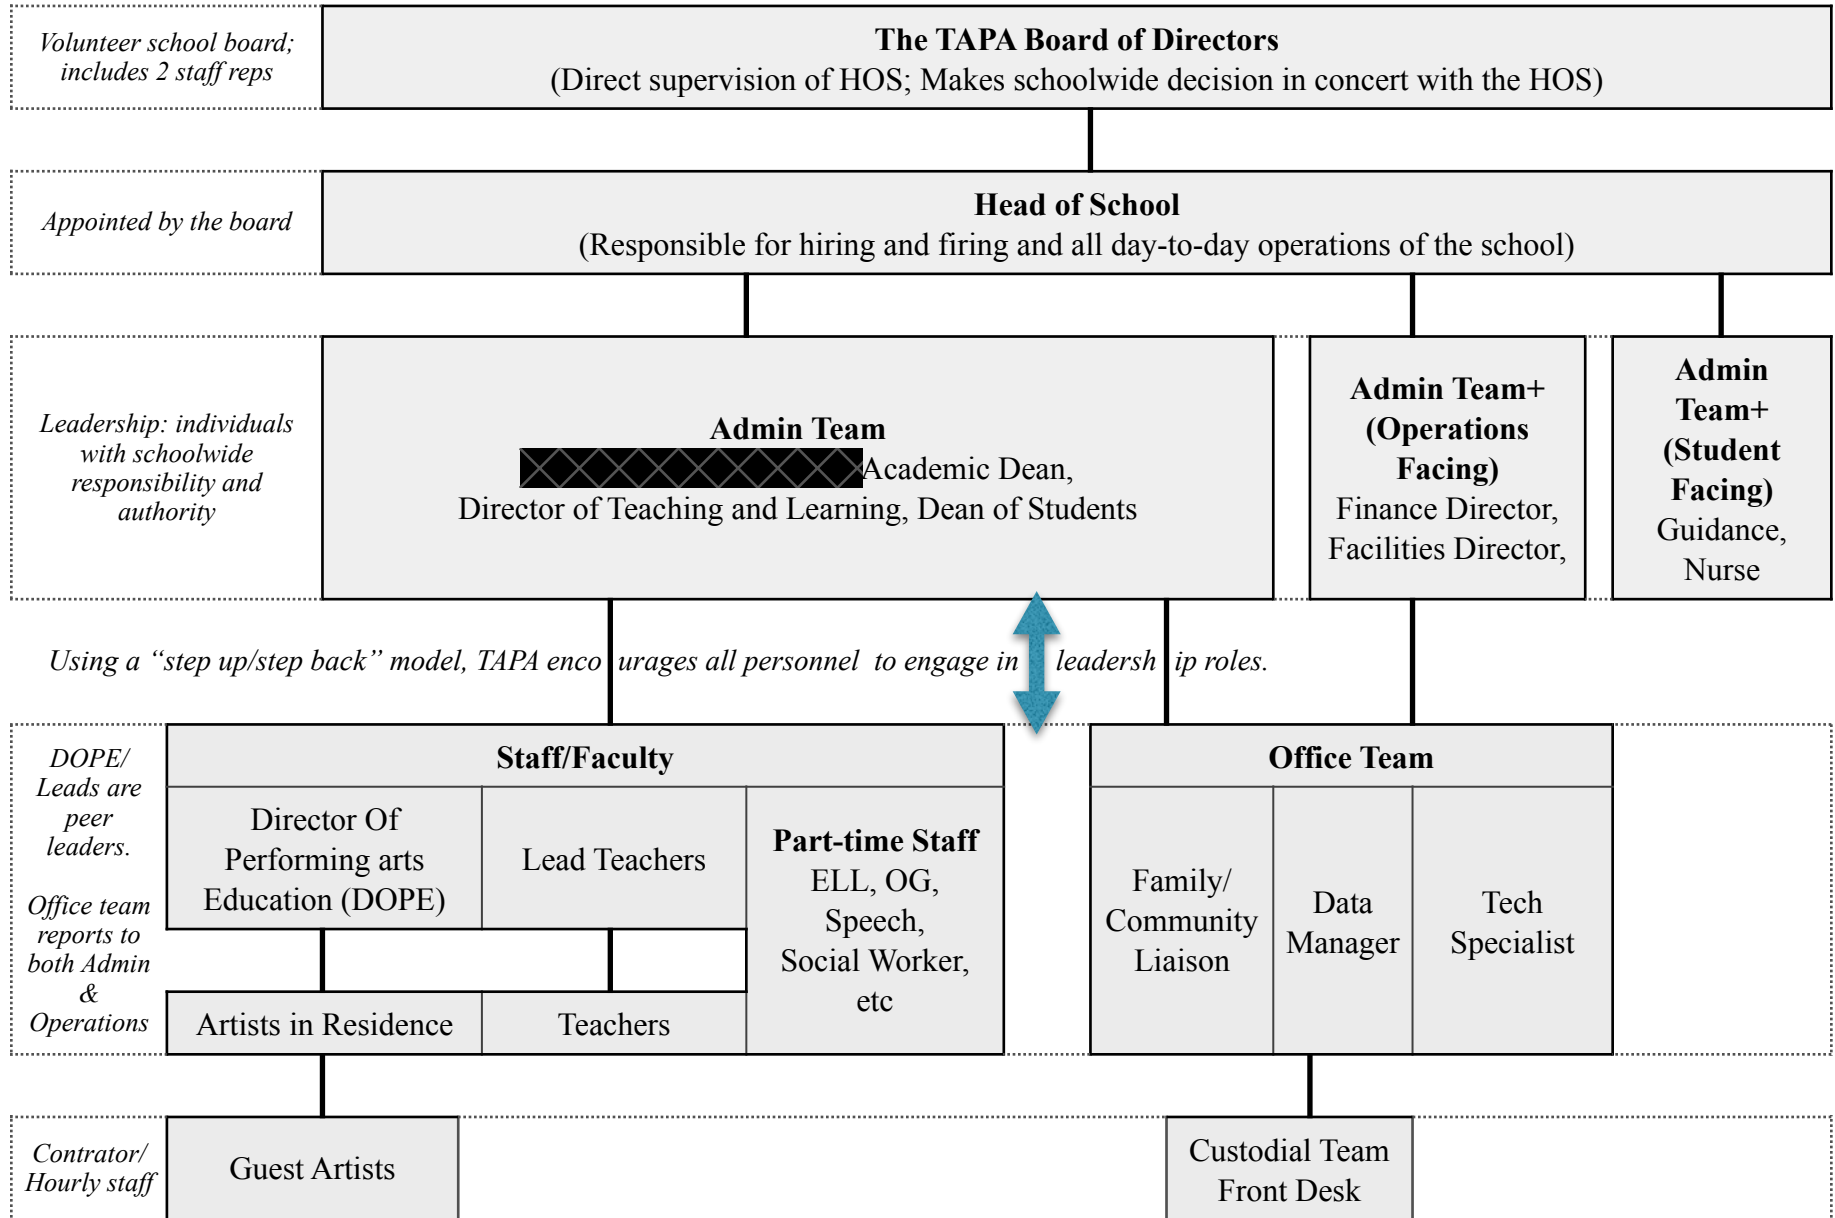 Volunteer school board;
includes 2 staff reps
The TAPA Board of Directors
(Direct supervision of HOS; Makes schoolwide decision in concert with the HOS)
Appointed by the board
Head of School
(Responsible for hiring and firing and all day-to-day operations of the school)
Leadership: individuals
with schoolwide
responsibility and
authority
Admin Team
Academic Dean,
Director of Teaching and Learning, Dean of Students
Admin Team+
(Operations
Facing)
Finance Director,
Facilities Director,
Admin
Team+
(Student
Facing)
Guidance,
Nurse
Using a “step up/step back” model, TAPA encourages all personnel to engage in leadership roles.
DOPE/
Leads are
peer
leaders.
Office team
reports to
both Admin
&
Operations
Staff/Faculty
Director Of
Performing arts
Education (DOPE)
Lead Teachers
Part-time Staff
ELL, OG,
Speech,
Social Worker,
etc
Artists in Residence
Teachers
Office Team
Family/
Community
Liaison
Data
Manager
Tech
Specialist
Contrator/
Hourly staff
Guest Artists
Custodial Team
Front Desk